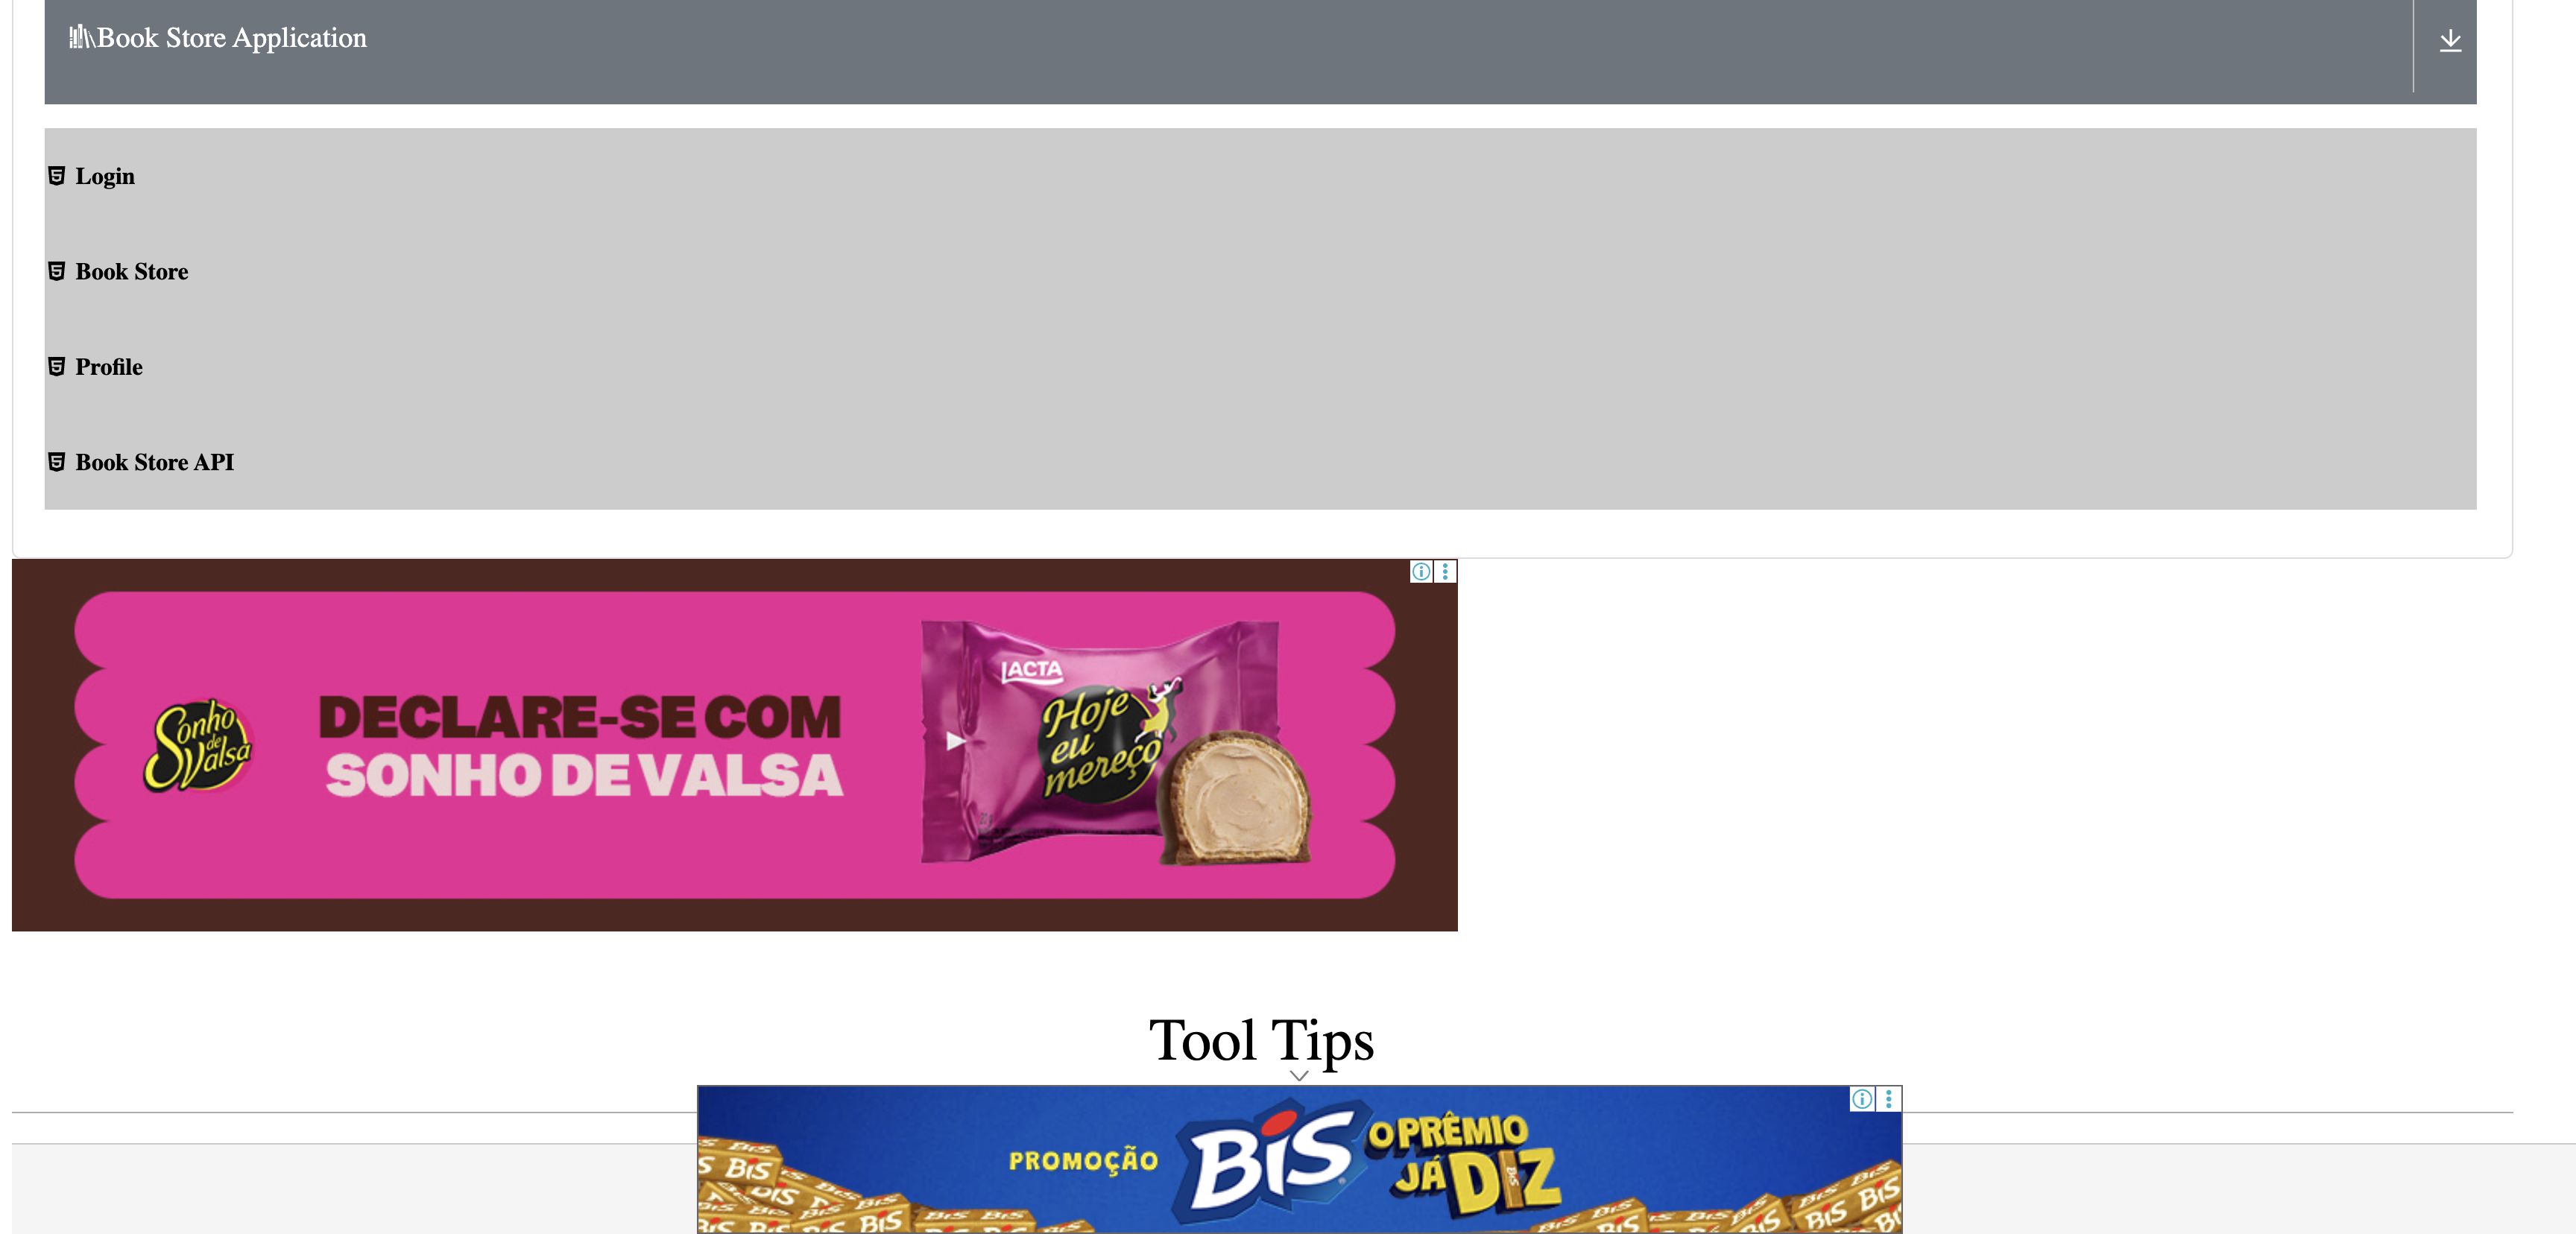 Book Store Application
Login
Book Store
Profile
Book Store API
Sonho
de
Valsa
DECLARE-SE COM
SONHO DE VALSA
LACTA
Hoje
eu
mereço
Tool Tips
PROMOÇÃO
BIS
O PRÊMIO
JÁ DIZ